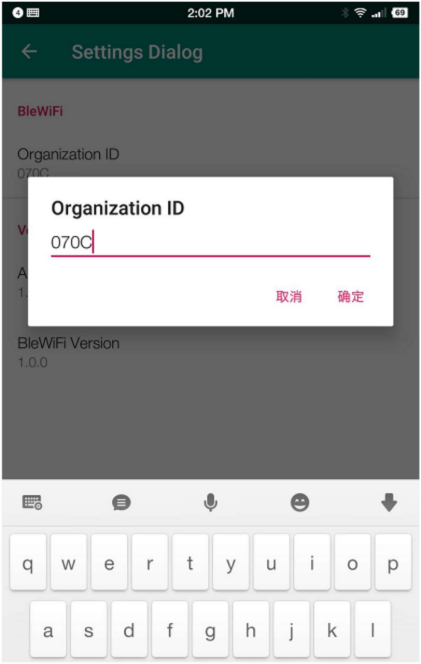 4
2:02 PM
69
Settings Dialog
BleWiFi
Organization ID
070C
Organization ID
070C
V
A
1.
取消 确定
BleWiFi Version
1.0.0
q w e r t y u i o p
a s d f g h j k l